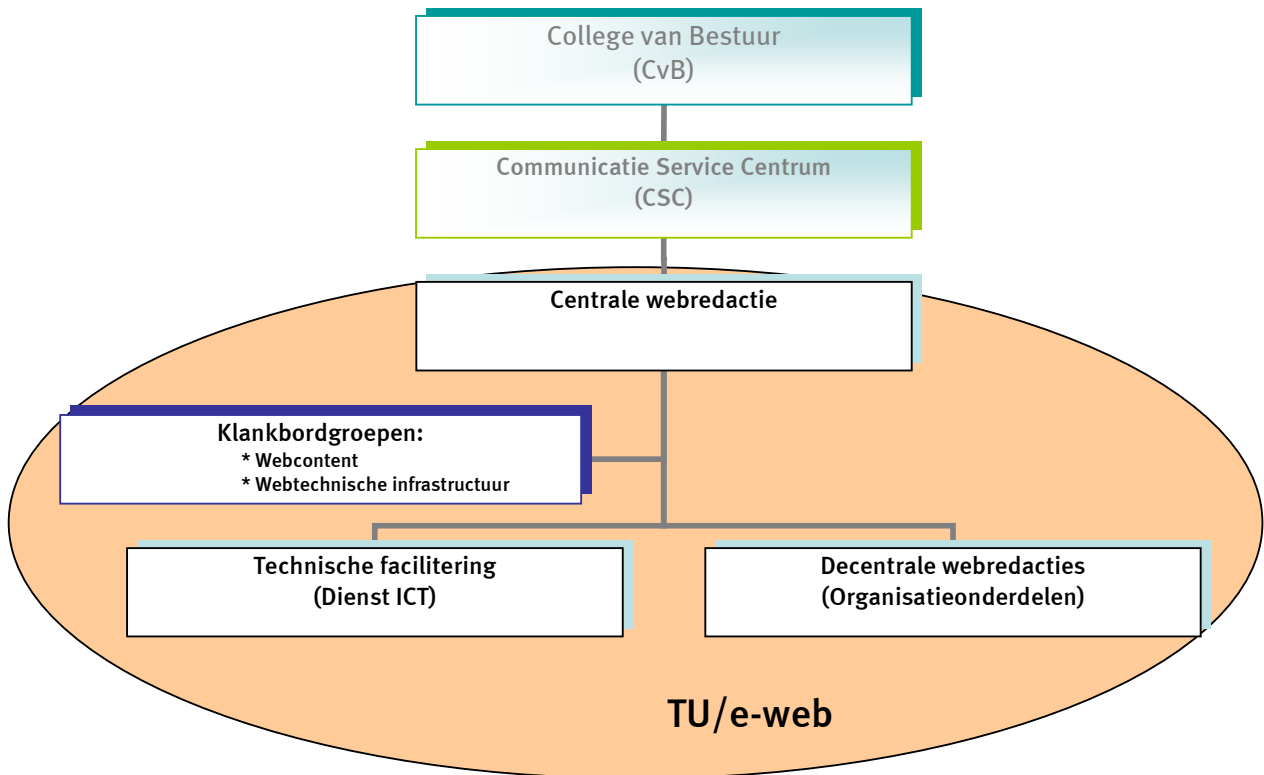 College van Bestuur
(CvB)
Communicatie Service Centrum
(CSC)
Centrale webredactie
Klankbordgroepen:
* Webcontent
* Webtechnische infrastructuur
Technische facilitering
(Dienst ICT)
Decentrale webredacties
(Organisatieonderdelen)
TU/e-web